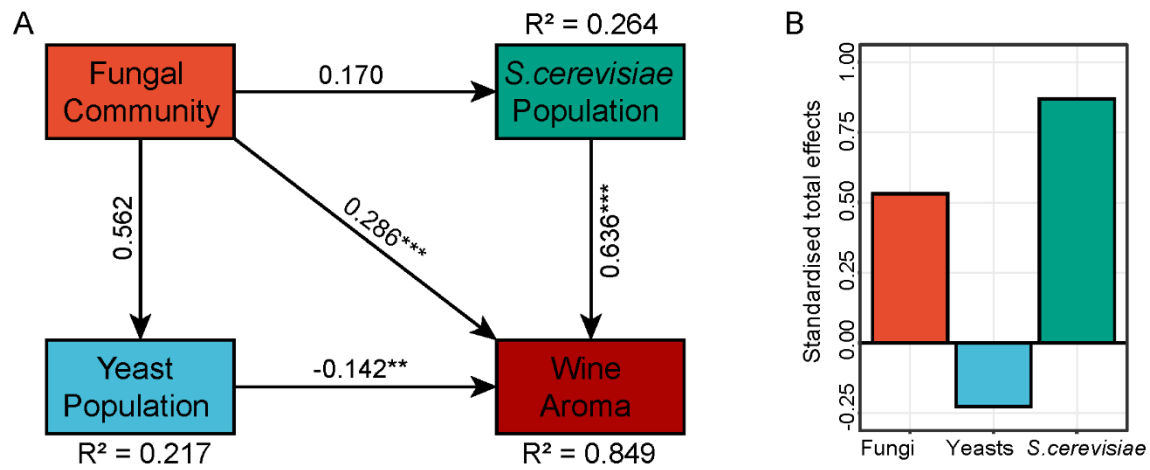 A
R² = 0.264
Fungal
Community
0.170
S.cerevisiae
Population
0.562
0.286***
0.636***
Yeast
Population
-0.142**
Wine
Aroma
R² = 0.217
R² = 0.849
B
Standardised total effects
1.00
0.75
0.50
0.25
0.00
-0.25
Fungi Yeasts S.cerevisiae